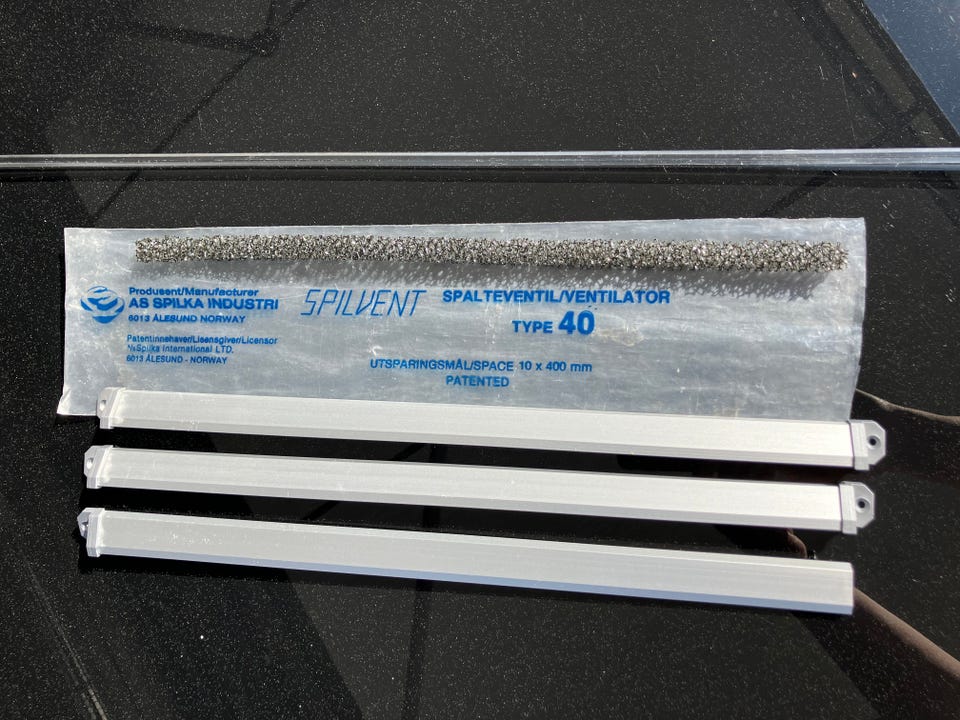 Produsent/Manufacturer
AS SPILKA INDUSTRI
6013 ÅLESUND NORWAY
Patentinnehaver/Lisensgiver/Licensor
A/S Spilka International LTD.
6013 ÅLESUND - NORWAY
SPILVENT
SPALTEVENTIL/VENTILATOR
TYPE 40
UTSPARINGSMÅL/SPACE 10 x 400 mm
PATENTED